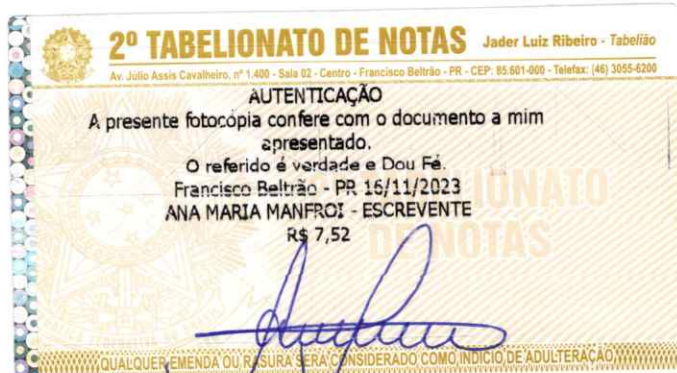 2º TABELIONATO DE NOTAS Jader Luiz Ribeiro - Tabelião
Av. Julio Assis Cavalheiro, nº 1.400 - Sala 02 - Centro - Francisco Beltrão - PR - CEP: 85.601-000 - Telefax: (46) 3055-6200
AUTENTICAÇÃO
A presente fotocópia confere com o documento a mim
apresentado.
O referido é verdade e Dou Fé.
Francisco Beltrão - PR 16/11/2023
ANA MARIA MANFROI - ESCREVENTE
R$ 7,52
TABELIONATO
DE NOTAS
QUALQUER EMENDA OU RASURA SERÁ CONSIDERADO COMO INDÍCIO DE ADULTERAÇÃO